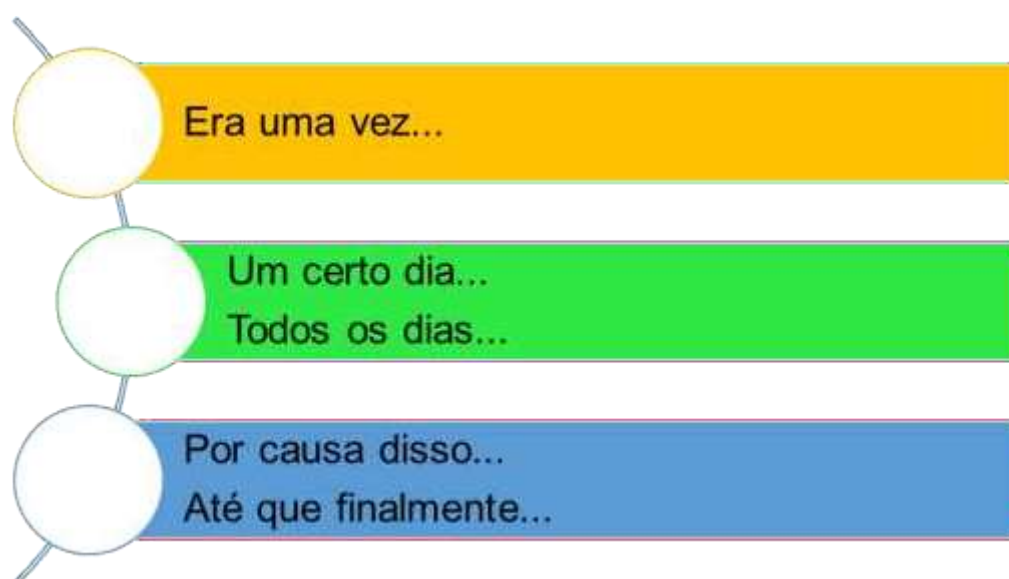 Era uma vez...
Um certo dia...
Todos os dias...
Por causa disso...
Até que finalmente...